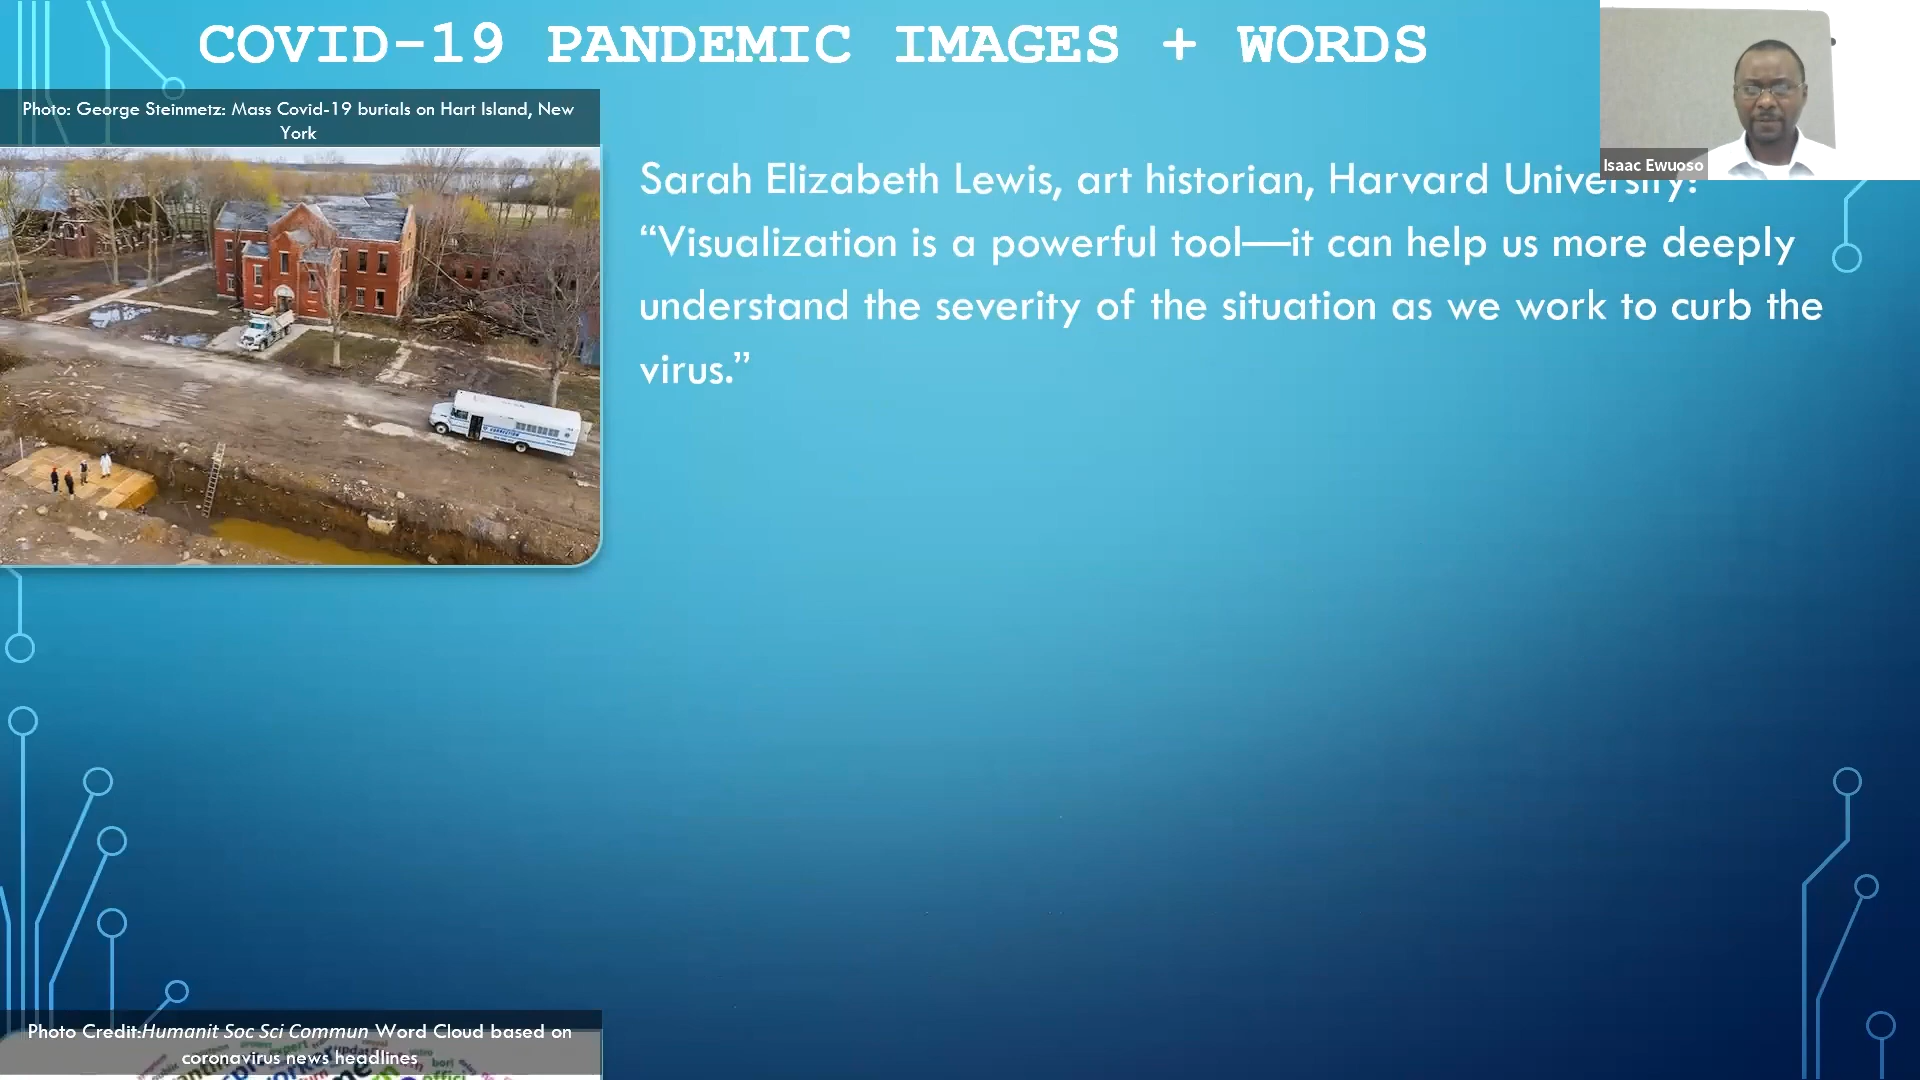 COVID-19 PANDEMIC IMAGES + WORDS
Photo: George Steinmetz: Mass Covid-19 burials on Hart Island, New
York
Isaac Ewuoso
Sarah Elizabeth Lewis, art historian, Harvard University:
“Visualization is a powerful tool—it can help us more deeply
understand the severity of the situation as we work to curb the
virus.”
CORRECTION
Photo Credit:Humanit Soc Sci Commun Word Cloud based on
coronavirus news headlines
expert
bori